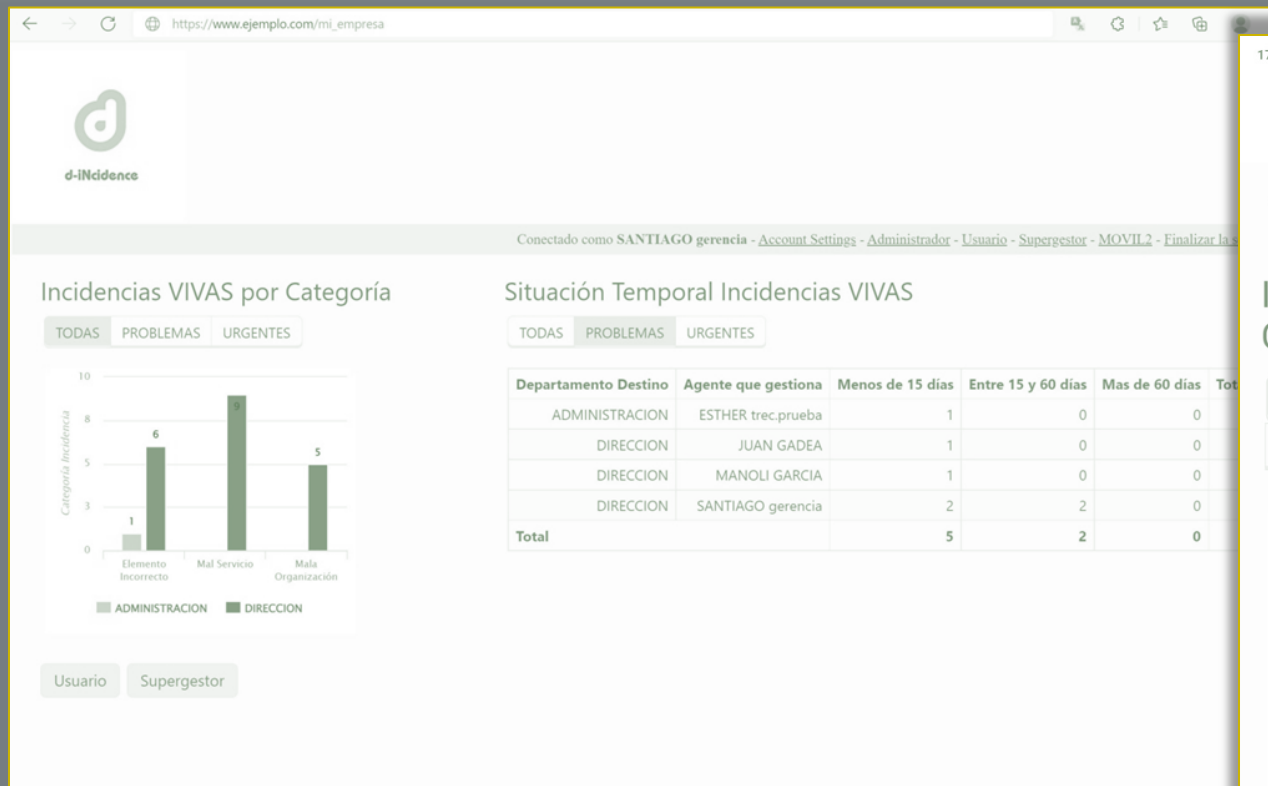 https://www.ejemplo.com/mi_empresa
17
d-iNcidence
Conectado como SANTIAGO gerencia - Account Settings - Administrador - Usuario - Supergestor - MOVIL2 - Finalizar la s
Incidencias VIVAS por Categoría
TODAS PROBLEMAS URGENTES
Categoría Incidencia
10
8
5
3
0
1
6
9
5
Elemento Incorrecto
Mal Servicio
Mala Organización
ADMINISTRACION DIRECCION
Usuario Supergestor
Situación Temporal Incidencias VIVAS
TODAS PROBLEMAS URGENTES
Departamento Destino Agente que gestiona Menos de 15 días Entre 15 y 60 días Mas de 60 días Tot
ADMINISTRACION ESTHER trec.prueba 1 0 0
DIRECCION JUAN GADEA 1 0 0
DIRECCION MANOLI GARCIA 1 0 0
DIRECCION SANTIAGO gerencia 2 2 0
Total 5 2 0